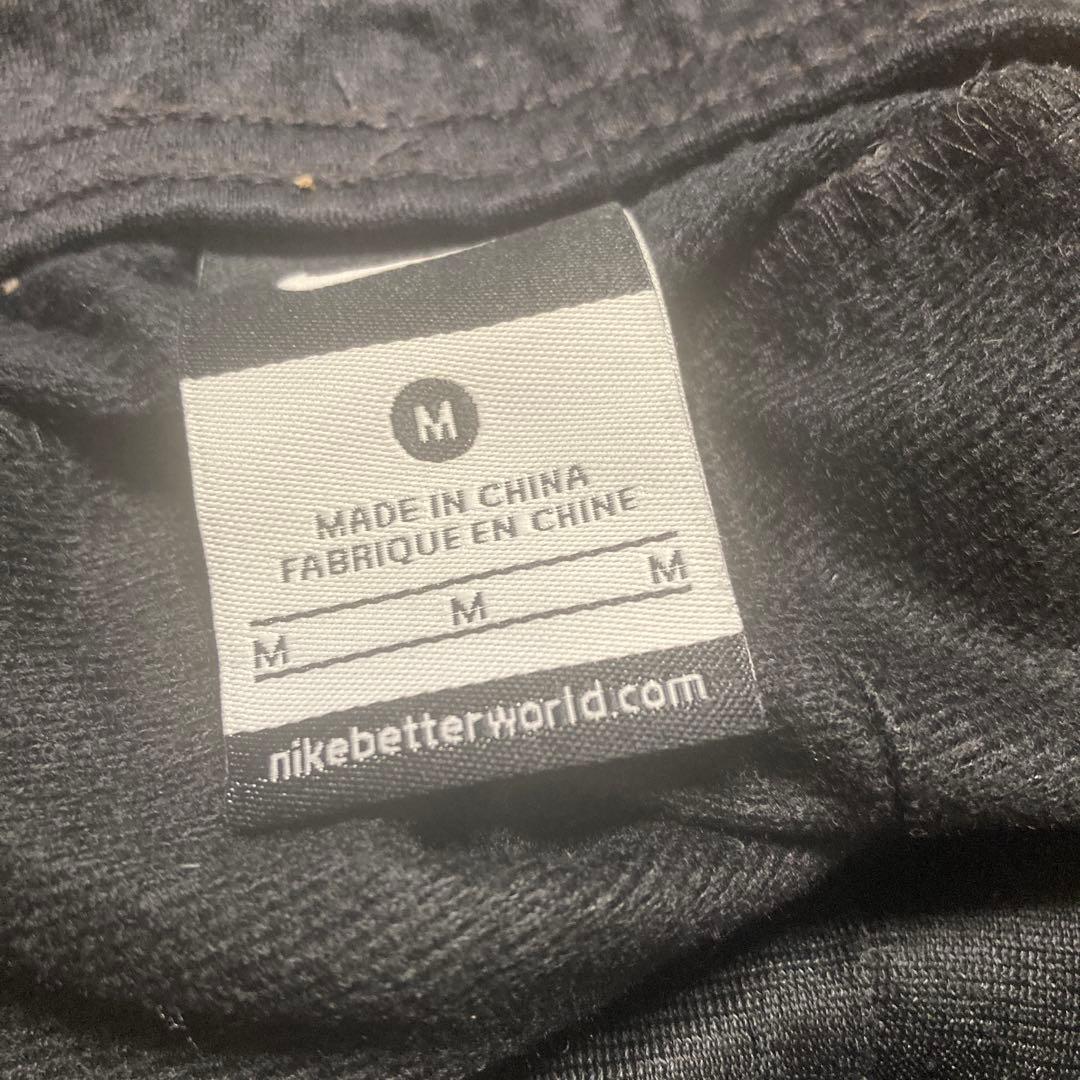 M
MADE IN CHINA
FABRIQUE EN CHINE
M M M
nikebetterworld.com